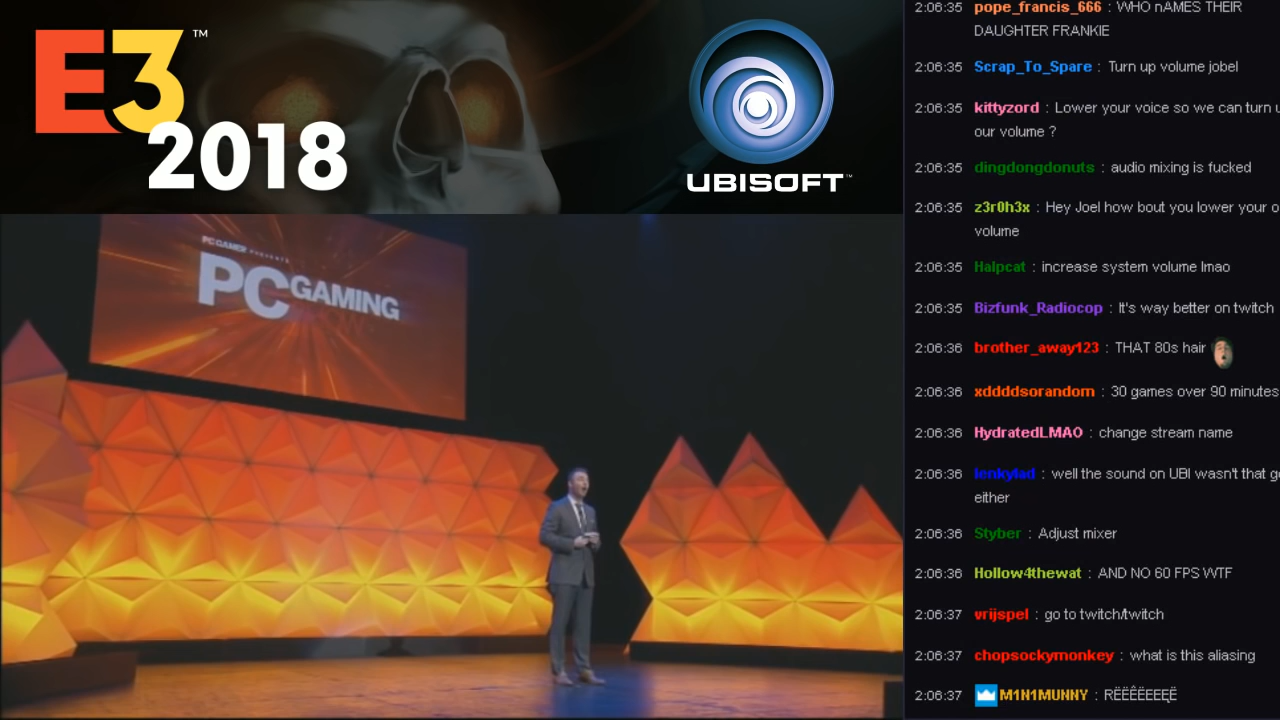 E3™
2018
UBISOFT™
PC GAMER PRESENTS
PC GAMING
2:06:35 pope_francis_666 : WHO nAMES THEIR
DAUGHTER FRANKIE
2:06:35 Scrap_To_Spare : Turn up volume jobel
2:06:35 kittyzord : Lower your voice so we can turn u
our volume ?
2:06:35 dingdongdonuts : audio mixing is fucked
2:06:35 z3r0h3x : Hey Joel how bout you lower your o
volume
2:06:35 Halpcat : increase system volume lmao
2:06:35 Bizfunk_Radiocop : It's way better on twitch
2:06:36 brother_away123 : THAT 80s hair
2:06:36 xddddsorandom : 30 games over 90 minutes
2:06:36 HydratedLMAO : change stream name
2:06:36 lenkylad : well the sound on UBI wasn't that go
either
2:06:36 Styber : Adjust mixer
2:06:36 Hollow4thewat : AND NO 60 FPS WTF
2:06:37 vrijspel : go to twitch/twitch
2:06:37 chopsockymonkey : what is this aliasing
2:06:37 M1N1MUNNY : RËËÊËEEĘË